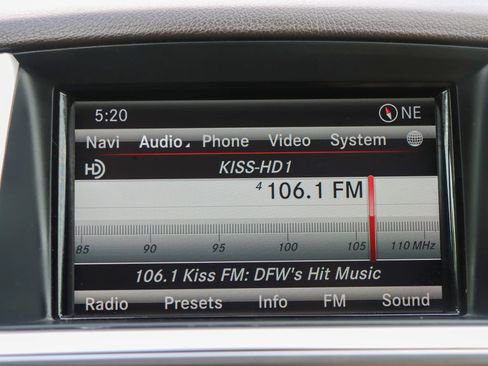 5:20 NE
Navi Audio Phone Video System
HD KISS-HD1
4 106.1 FM
85 90 95 100 105 110 MHz
106.1 Kiss FM: DFW's Hit Music
Radio Presets Info FM Sound